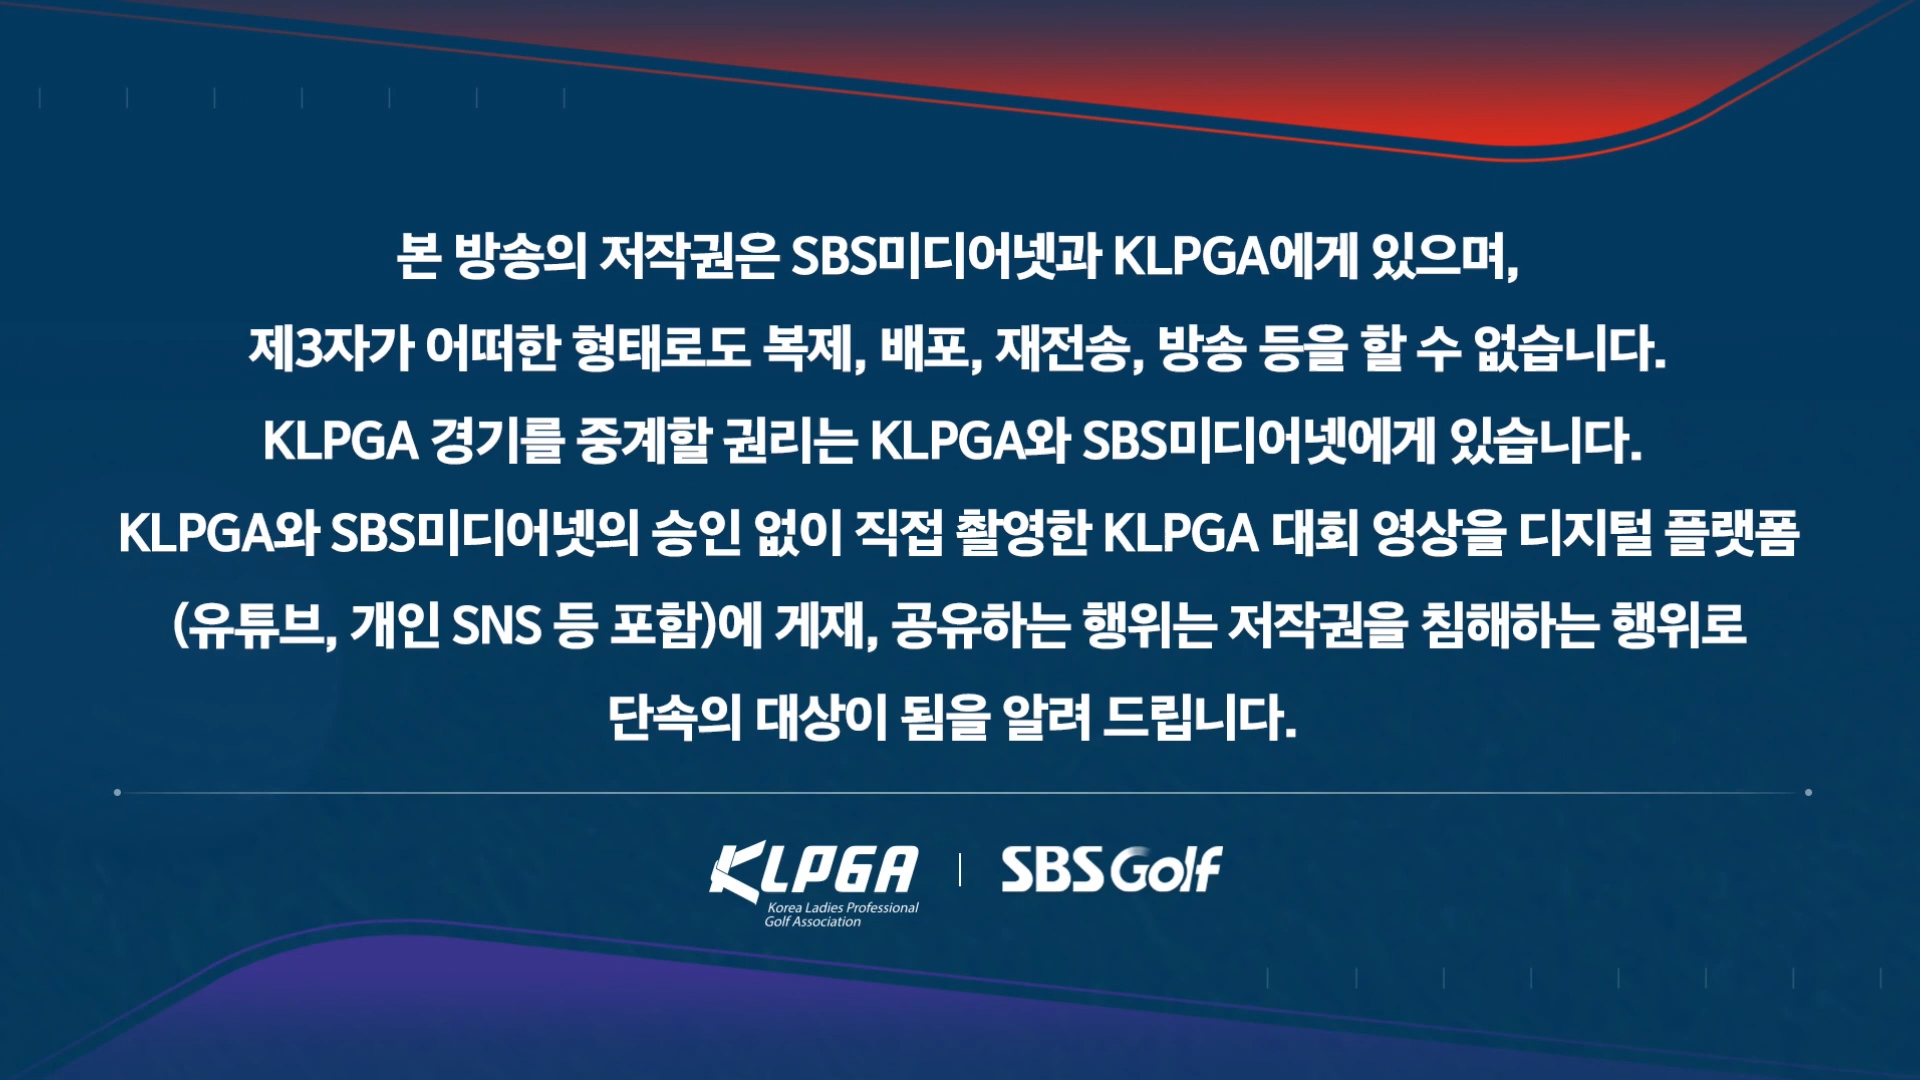 본 방송의 저작권은 SBS미디어넷과 KLPGA에게 있으며,
제3자가 어떠한 형태로도 복제, 배포, 재전송, 방송 등을 할 수 없습니다.
KLPGA 경기를 중계할 권리는 KLPGA와 SBS미디어넷에게 있습니다.
KLPGA와 SBS미디어넷의 승인 없이 직접 촬영한 KLPGA 대회 영상을 디지털 플랫폼
(유튜브, 개인 SNS 등 포함)에 게재, 공유하는 행위는 저작권을 침해하는 행위로
단속의 대상이 됨을 알려 드립니다.
KLPGA
Korea Ladies Professional
Golf Association
SBS Golf